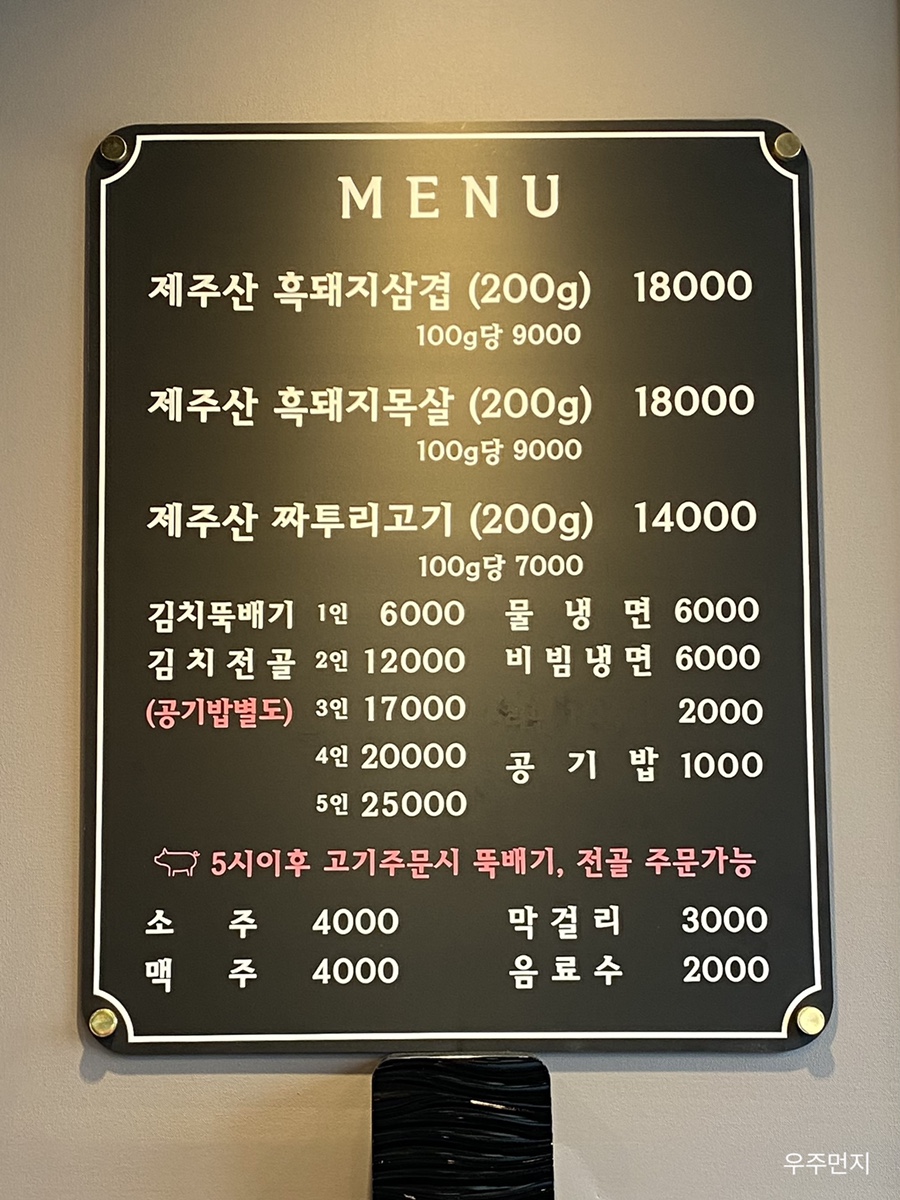 MENU
제주산 흑돼지삼겹 (200g) 18000
100g당 9000
제주산 흑돼지목살 (200g) 18000
100g당 9000
제주산 짜투리고기 (200g) 14000
100g당 7000
김치뚝배기 1인 6000 물 냉 면 6000
김 치 전 골 2인 12000 비 빔 냉 면 6000
(공기밥별도) 3인 17000 2000
4인 20000 공 기 밥 1000
5인 25000
5시이후 고기주문시 뚝배기, 전골 주문가능
소 주 4000 막 걸 리 3000
맥 주 4000 음 료 수 2000
우주먼지